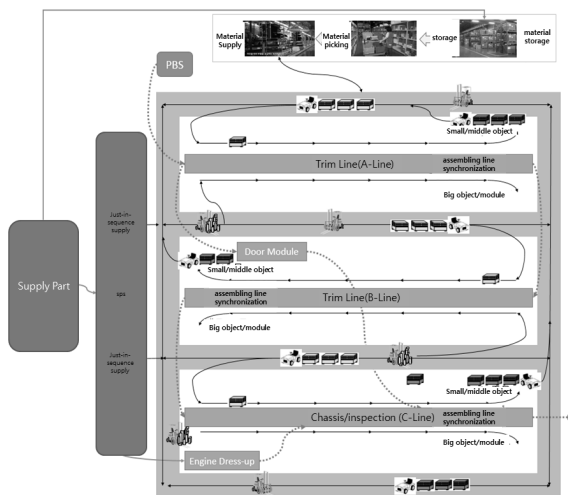 Material
Supply
Material
picking
storage
material
storage
PBS
Small/middle object
Trim Line(A-Line)
assembling line
synchronization
Big object/module
Just-in-
sequence
supply
Door Module
Small/middle object
Supply Part
sps
assembling line
synchronization
Trim Line(B-Line)
Big object/module
Just-in-
sequence
supply
Small/middle object
Chassis/inspection (C-Line)
assembling line
synchronization
Big object/module
Engine Dress-up